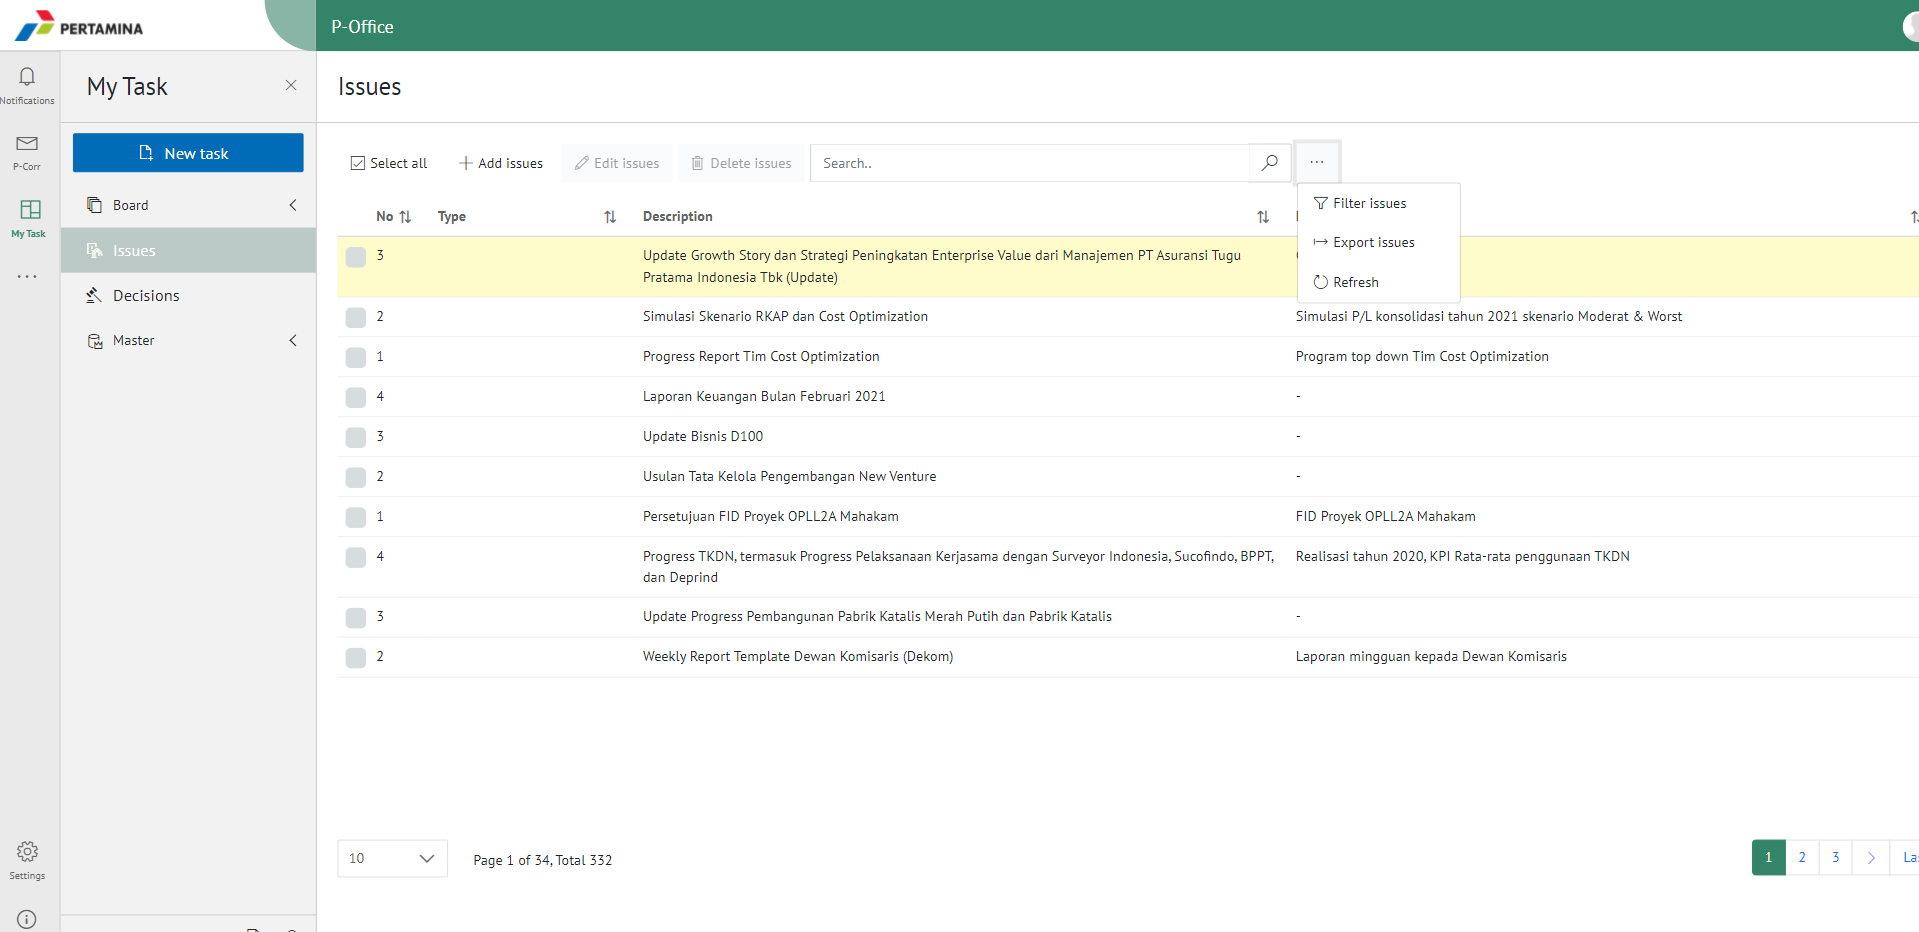 PERTAMINA
P-Office
Notifications
P-Corr
My Task
Settings
My Task
New task
Board
Issues
Decisions
Master
Issues
Select all
Add issues
Edit issues
Delete issues
Search..
...
Filter issues
Export issues
Refresh
No Type Description
3 Update Growth Story dan Strategi Peningkatan Enterprise Value dari Manajemen PT Asuransi Tugu
Pratama Indonesia Tbk (Update)
2 Simulasi Skenario RKAP dan Cost Optimization Simulasi P/L konsolidasi tahun 2021 skenario Moderat & Worst
1 Progress Report Tim Cost Optimization Program top down Tim Cost Optimization
4 Laporan Keuangan Bulan Februari 2021 -
3 Update Bisnis D100 -
2 Usulan Tata Kelola Pengembangan New Venture -
1 Persetujuan FID Proyek OPLL2A Mahakam FID Proyek OPLL2A Mahakam
4 Progress TKDN, termasuk Progress Pelaksanaan Kerjasama dengan Surveyor Indonesia, Sucofindo, BPPT, Realisasi tahun 2020, KPI Rata-rata penggunaan TKDN
dan Deprind
3 Update Progress Pembangunan Pabrik Katalis Merah Putih dan Pabrik Katalis -
2 Weekly Report Template Dewan Komisaris (Dekom) Laporan mingguan kepada Dewan Komisaris
10 Page 1 of 34, Total 332 1 2 3 >